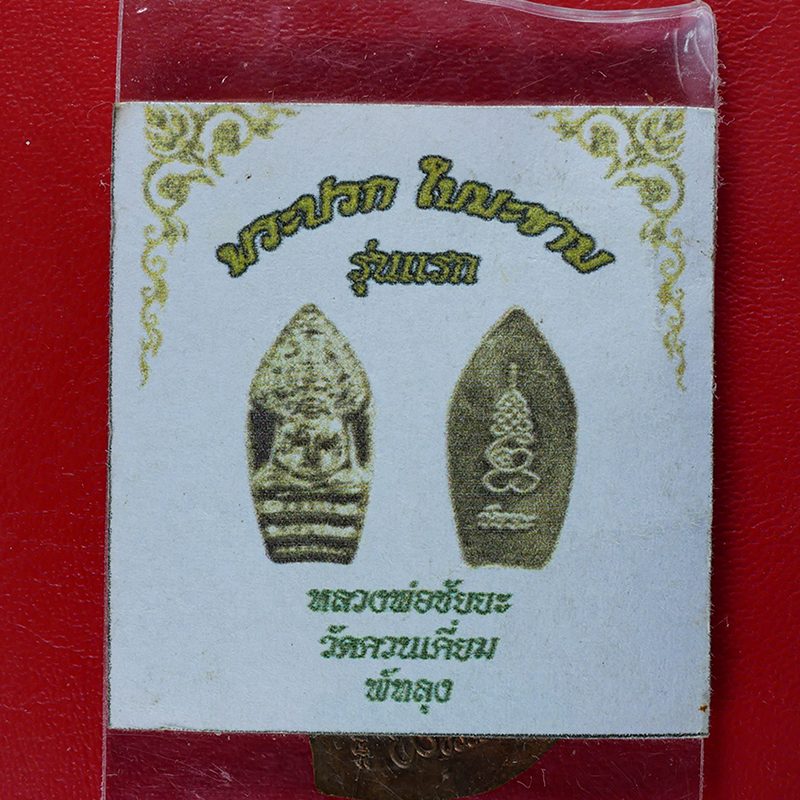 พระปรก ใบมะขาม
รุ่นแรก
หลวงพ่อชัยยะ
วัดควนเคี่ยม
พัทลุง